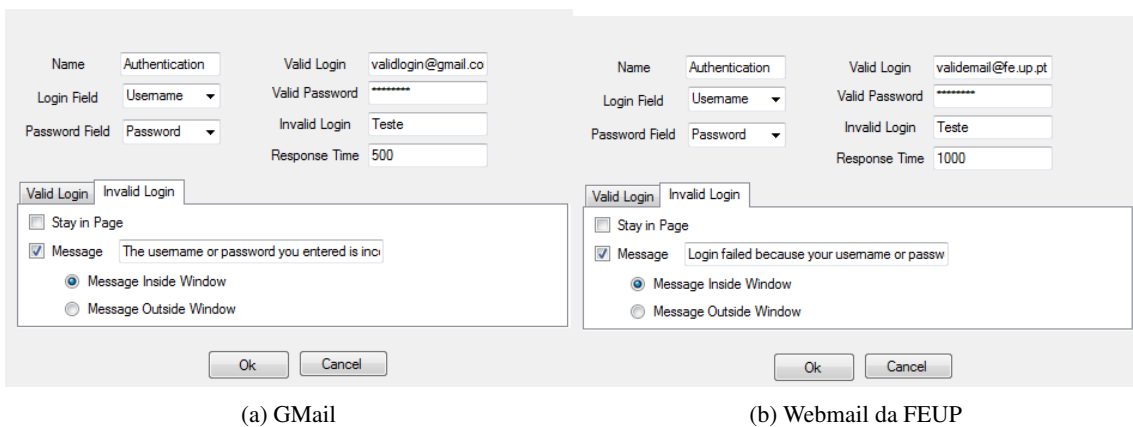 Name Authentication Valid Login validlogin@gmail.co
Login Field Username Valid Password ********
Password Field Password Invalid Login Teste
Response Time 500
Valid Login Invalid Login
Stay in Page
Message The username or password you entered is inc
Message Inside Window
Message Outside Window
Ok Cancel
(a) GMail
Name Authentication Valid Login validemail@fe.up.pt
Login Field Username Valid Password ********
Password Field Password Invalid Login Teste
Response Time 1000
Valid Login Invalid Login
Stay in Page
Message Login failed because your username or passw
Message Inside Window
Message Outside Window
Ok Cancel
(b) Webmail da FEUP